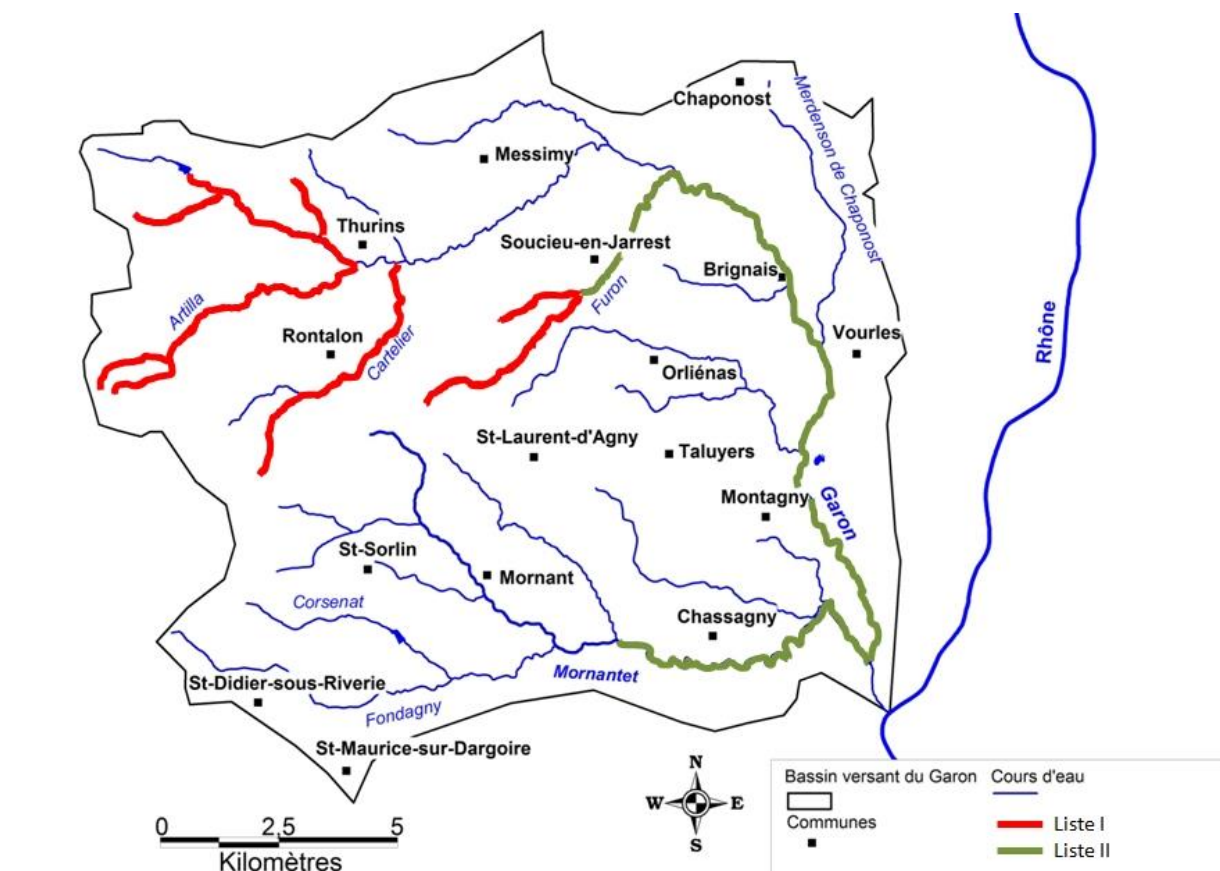 Chaponost
Merdenson de Chaponost
Messimy
Thurins
Soucieu-en-Jarrest
Brignais
Furon
Artilla
Rontalon
Cartelier
Vourles
Rhône
Orliénas
St-Laurent-d'Agny
Taluyers
Montagny
Garon
St-Sorlin
Mornant
Corsenat
Chassagny
Mornantet
St-Didier-sous-Riverie
Fondagny
St-Maurice-sur-Dargoire
N
W
E
S
0
2,5
5
Kilomètres
Bassin versant du Garon
Cours d'eau
Communes
Liste I
Liste II